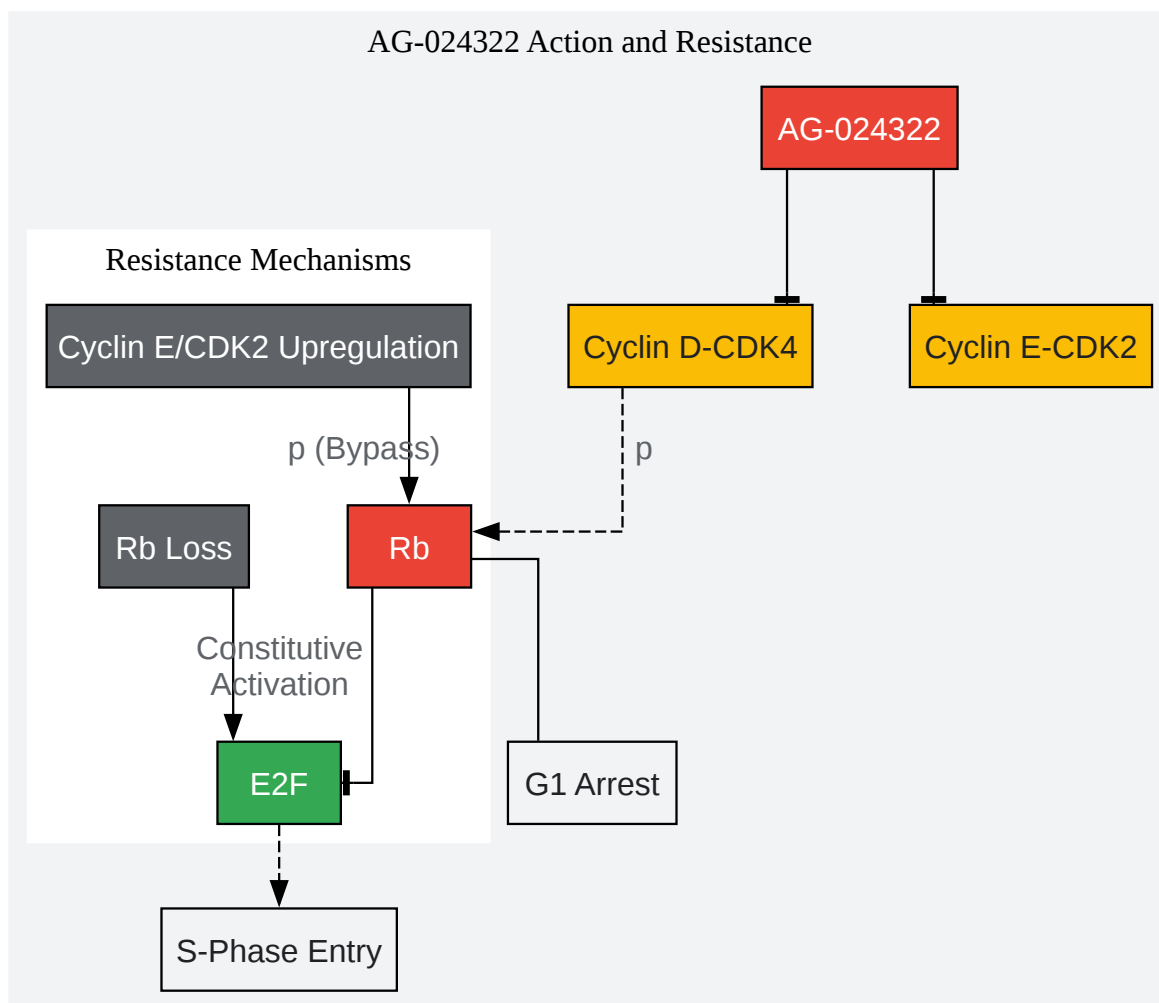 AG-024322 Action and Resistance
AG-024322
Resistance Mechanisms
Cyclin E/CDK2 Upregulation
Cyclin D-CDK4
Cyclin E-CDK2
p (Bypass)
p
Rb Loss
Rb
Constitutive
Activation
E2F
G1 Arrest
S-Phase Entry